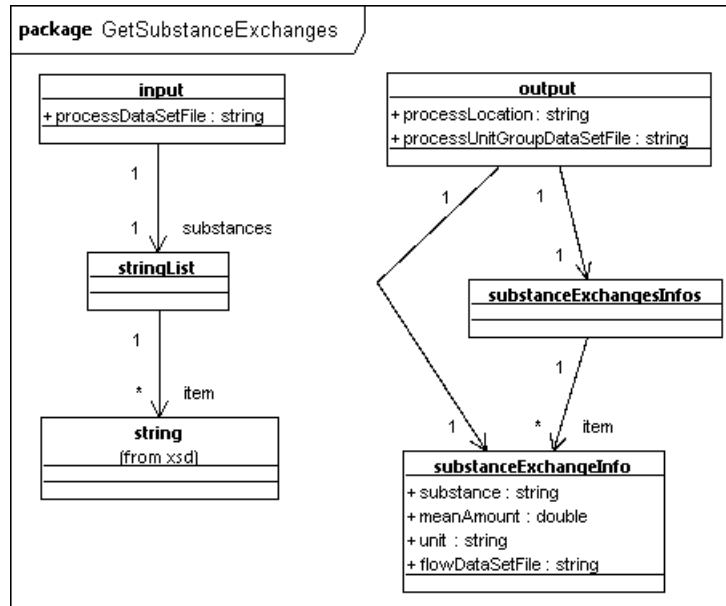 package GetSubstanceExchanges
input
+ processDataSetFile : string
1
1 substances
stringList
1
* item
string
(from xsd)
output
+ processLocation : string
+ processUnitGroupDataSetFile : string
1
1
1
substanceExchangesInfos
1
* item
1
substanceExchangeInfo
+ substance : string
+ meanAmount : double
+ unit : string
+ flowDataSetFile : string